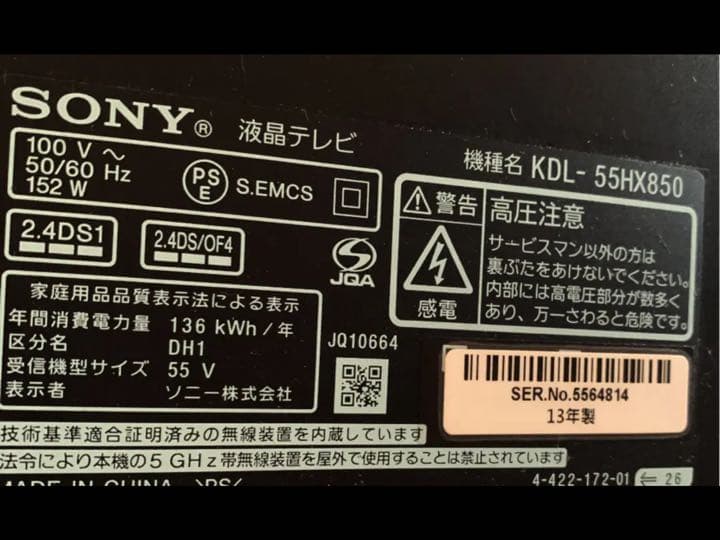 SONY® 液晶テレビ
機種名 KDL- 55HX850
100 V ～
50/60 Hz
152 W
PSE S.EMCS
2.4DS1
2.4DS/OF4
JQA
警告 高圧注意
感電
サービスマン以外の方は
裏ぶたをあけないでください。
内部には高電圧部分が数多く
あり、万一さわると危険です。
家庭用品品質表示法による表示
年間消費電力量 136 kWh/年
区分名 DH1
受信機型サイズ 55 V
表示者 ソニー株式会社
JQ10664
SER.No.5564814
13年製
技術基準適合証明済みの無線装置を内蔵しています
法令により本機の5 GHz帯無線装置を屋外で使用することは禁止されています
MADE IN CHINA >PS<
4-422-172-01 ⇐ 26